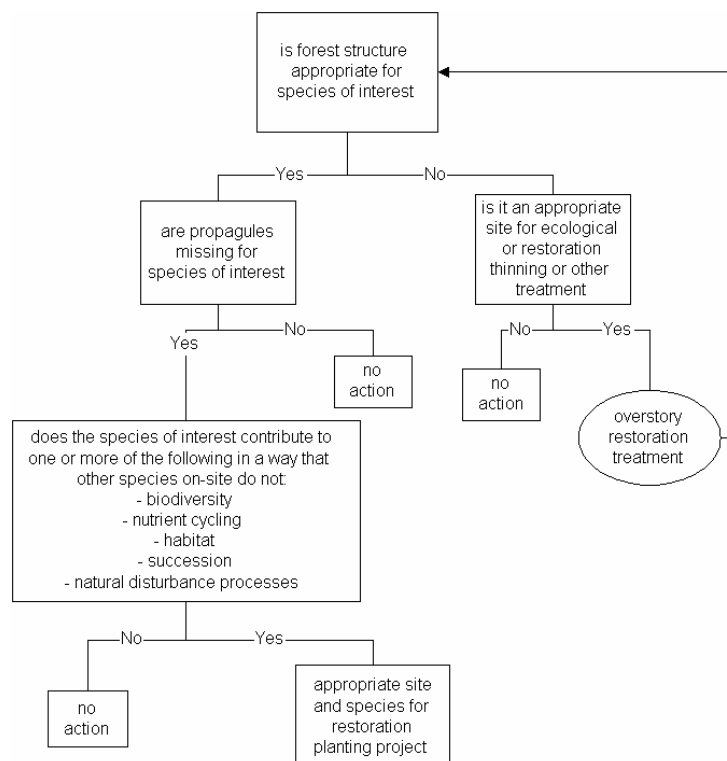 is forest structure
appropriate for
species of interest
Yes
No
are propagules
missing for
species of interest
is it an appropriate
site for ecological
or restoration
thinning or other
treatment
Yes
No
No
Yes
no
action
no
action
overstory
restoration
treatment
does the species of interest contribute to
one or more of the following in a way that
other species on-site do not:
- biodiversity
- nutrient cycling
- habitat
- succession
- natural disturbance processes
No
Yes
no
action
appropriate site
and species for
restoration
planting project